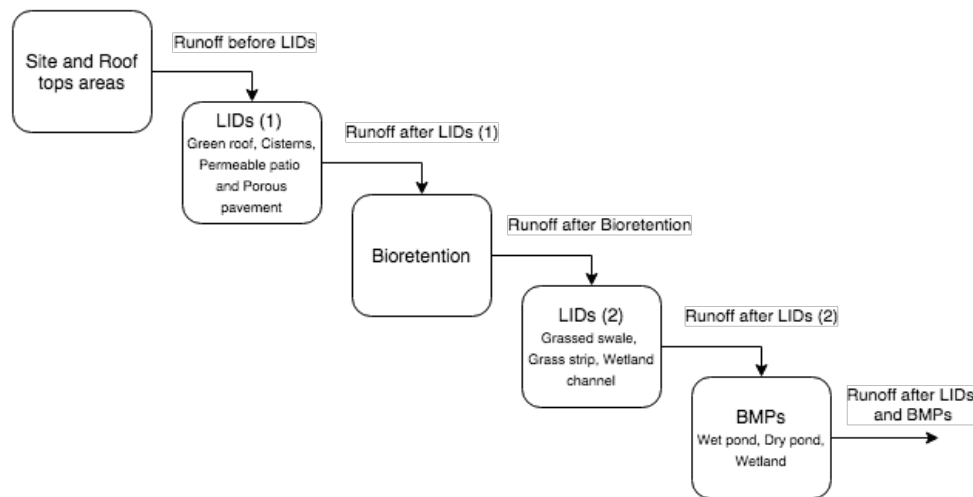 Site and Roof
tops areas
Runoff before LIDs
LIDs (1)
Green roof, Cisterns,
Permeable patio
and Porous
pavement
Runoff after LIDs (1)
Bioretention
Runoff after Bioretention
LIDs (2)
Grassed swale,
Grass strip, Wetland
channel
Runoff after LIDs (2)
BMPs
Wet pond, Dry pond,
Wetland
Runoff after LIDs
and BMPs